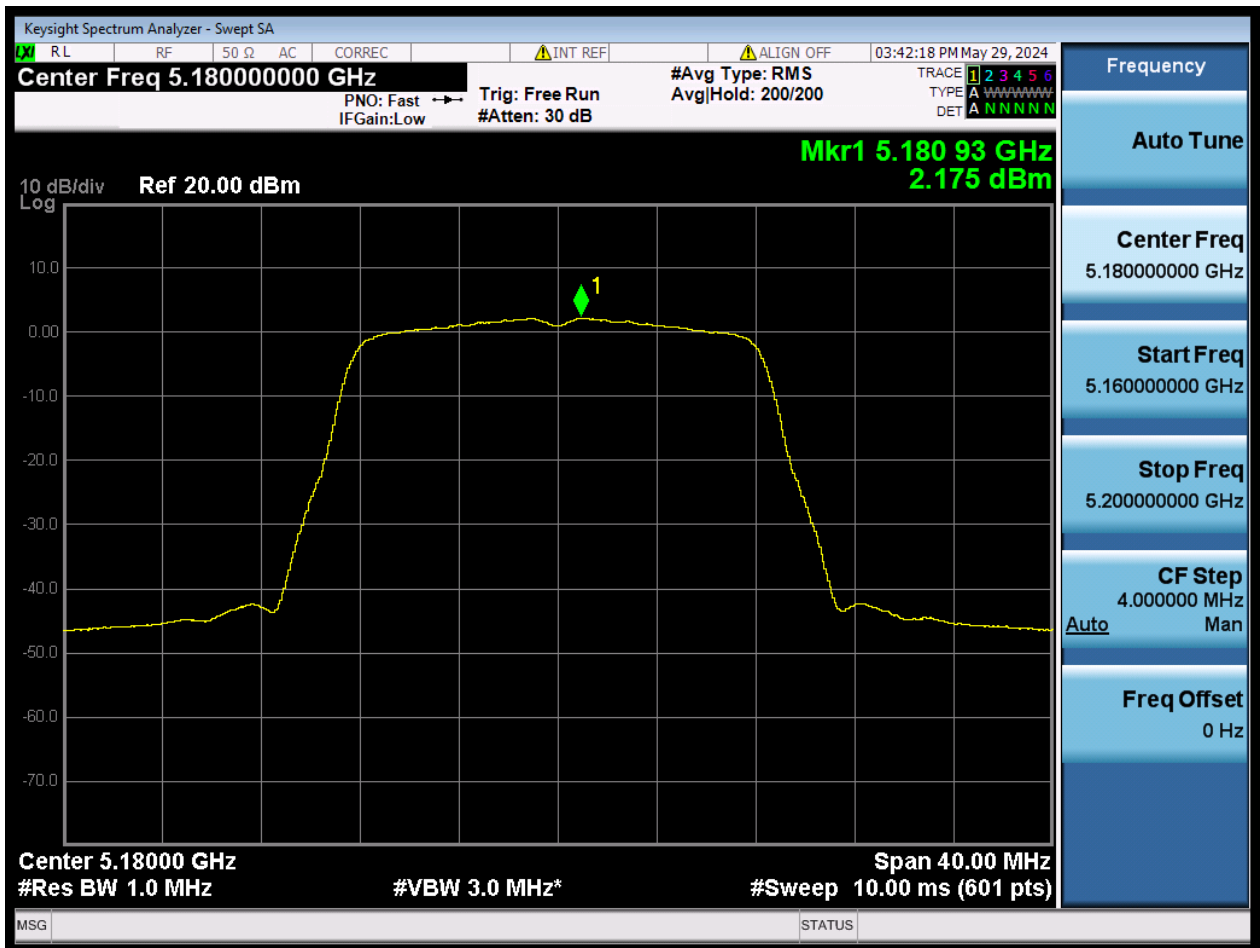 Keysight Spectrum Analyzer - Swept SA
LXI RL RF 50 Ω AC CORREC INT REF ALIGN OFF 03:42:18 PM May 29, 2024
Center Freq 5.180000000 GHz
PNO: Fast
IFGain:Low
Trig: Free Run
#Atten: 30 dB
#Avg Type: RMS
Avg|Hold: 200/200
TRACE 1 2 3 4 5 6
TYPE A WWWWW
DET A N N N N N
Mkr1 5.180 93 GHz
2.175 dBm
10 dB/div Ref 20.00 dBm
Log
10.0
0.00
-10.0
-20.0
-30.0
-40.0
-50.0
-60.0
-70.0
1
Center 5.18000 GHz Span 40.00 MHz
#Res BW 1.0 MHz #VBW 3.0 MHz* #Sweep 10.00 ms (601 pts)
MSG STATUS
Frequency
Auto Tune
Center Freq
5.180000000 GHz
Start Freq
5.160000000 GHz
Stop Freq
5.200000000 GHz
CF Step
4.000000 MHz
Auto Man
Freq Offset
0 Hz